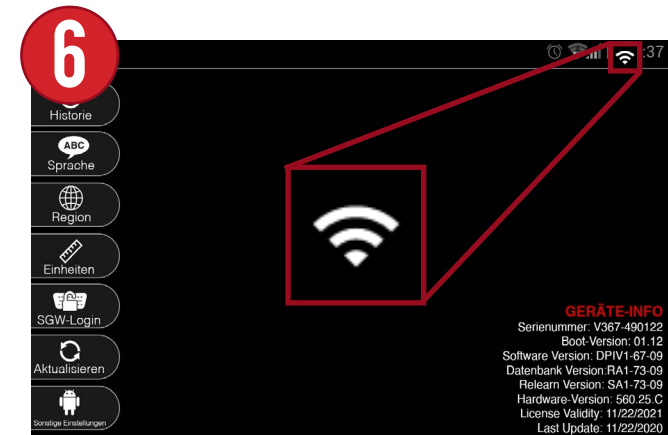 6
:37
Historie
ABC
Sprache
Region
Einheiten
SGW-Login
Aktualisieren
Sonstige Einstellungen
GERÄTE-INFO
Serienummer: V367-490122
Boot-Version: 01.12
Software Version: DPIV1-67-09
Datenbank Version:RA1-73-09
Relearn Version: SA1-73-09
Hardware-Version: 560.25.C
License Validity: 11/22/2021
Last Update: 11/22/2020